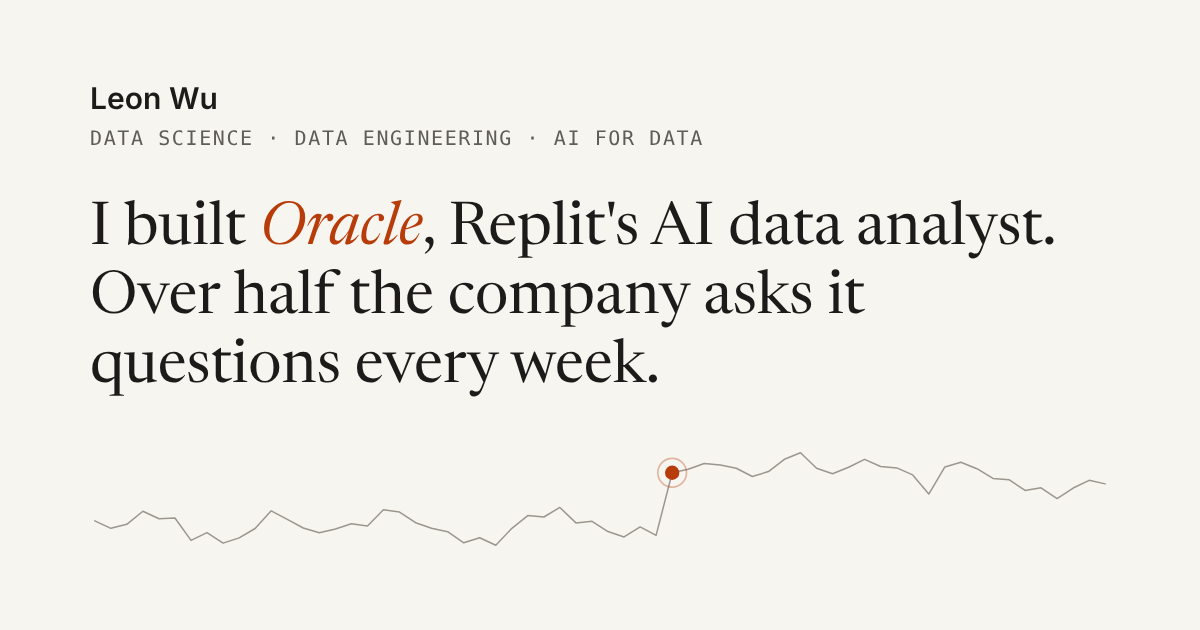 Leon Wu
DATA SCIENCE · DATA ENGINEERING · AI FOR DATA
I built Oracle, Replit's AI data analyst.
Over half the company asks it
questions every week.